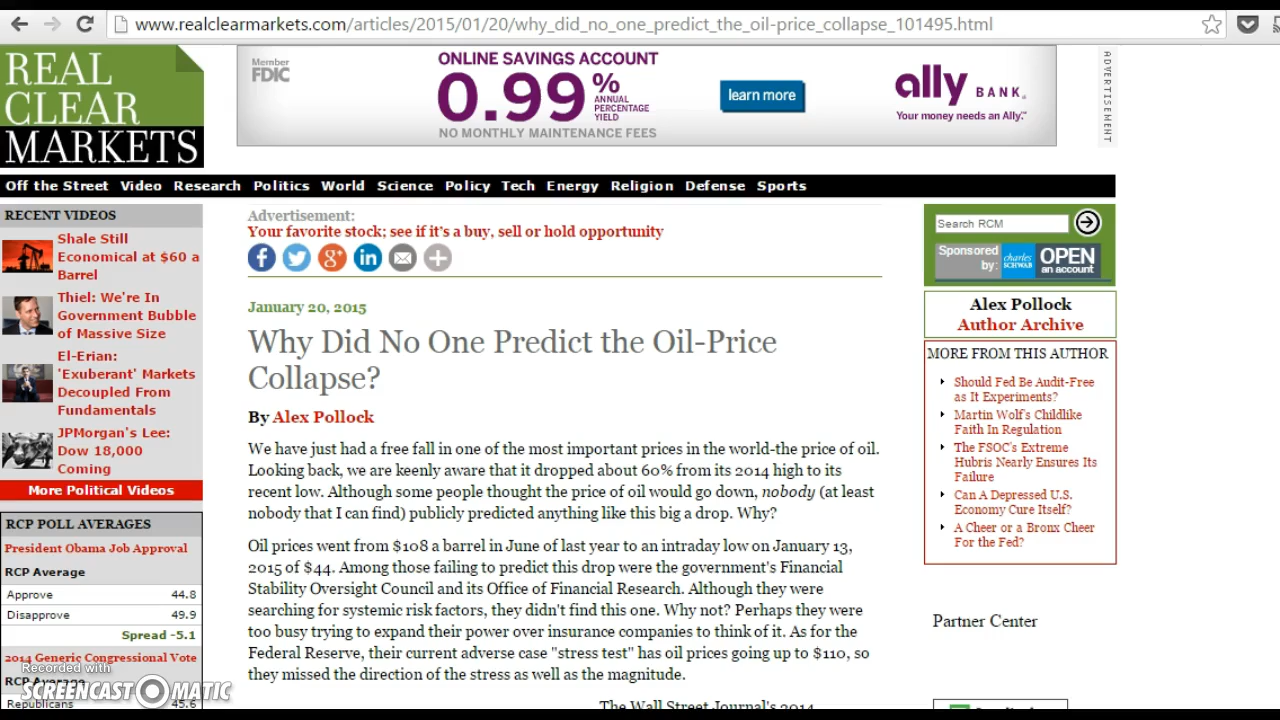 www.realclearmarkets.com/articles/2015/01/20/why_did_no_one_predict_the_oil-price_collapse_101495.html
REAL
CLEAR
MARKETS
Member
FDIC
ONLINE SAVINGS ACCOUNT
0.99%
ANNUAL
PERCENTAGE
YIELD
NO MONTHLY MAINTENANCE FEES
learn more
ally BANK
Your money needs an Ally.
ADVERTISEMENT
Off the Street Video Research Politics World Science Policy Tech Energy Religion Defense Sports
RECENT VIDEOS
Shale Still
Economical at $60 a
Barrel
Thiel: We're In
Government Bubble
of Massive Size
El-Erian:
'Exuberant' Markets
Decoupled From
Fundamentals
JPMorgan's Lee:
Dow 18,000
Coming
More Political Videos
RCP POLL AVERAGES
President Obama Job Approval
RCP Average
Approve 44.8
Disapprove 49.9
Spread -5.1
2014 Generic Congressional Vote
RCP Average
Republicans 45.6
Recorded with
SCREENCAST MATIC
Advertisement:
Your favorite stock; see if it's a buy, sell or hold opportunity
January 20, 2015
Why Did No One Predict the Oil-Price
Collapse?
By Alex Pollock
We have just had a free fall in one of the most important prices in the world-the price of oil.
Looking back, we are keenly aware that it dropped about 60% from its 2014 high to its
recent low. Although some people thought the price of oil would go down, nobody (at least
nobody that I can find) publicly predicted anything like this big a drop. Why?
Oil prices went from $108 a barrel in June of last year to an intraday low on January 13,
2015 of $44. Among those failing to predict this drop were the government's Financial
Stability Oversight Council and its Office of Financial Research. Although they were
searching for systemic risk factors, they didn't find this one. Why not? Perhaps they were
too busy trying to expand their power over insurance companies to think of it. As for the
Federal Reserve, their current adverse case "stress test" has oil prices going up to $110, so
they missed the direction of the stress as well as the magnitude.
The Wall Street Journal's 2014
Search RCM
Sponsored
by:
charles
SCHWAB
OPEN
an account
Alex Pollock
Author Archive
MORE FROM THIS AUTHOR
Should Fed Be Audit-Free
as It Experiments?
Martin Wolf's Childlike
Faith In Regulation
The FSOC's Extreme
Hubris Nearly Ensures Its
Failure
Can A Depressed U.S.
Economy Cure Itself?
A Cheer or a Bronx Cheer
For the Fed?
Partner Center